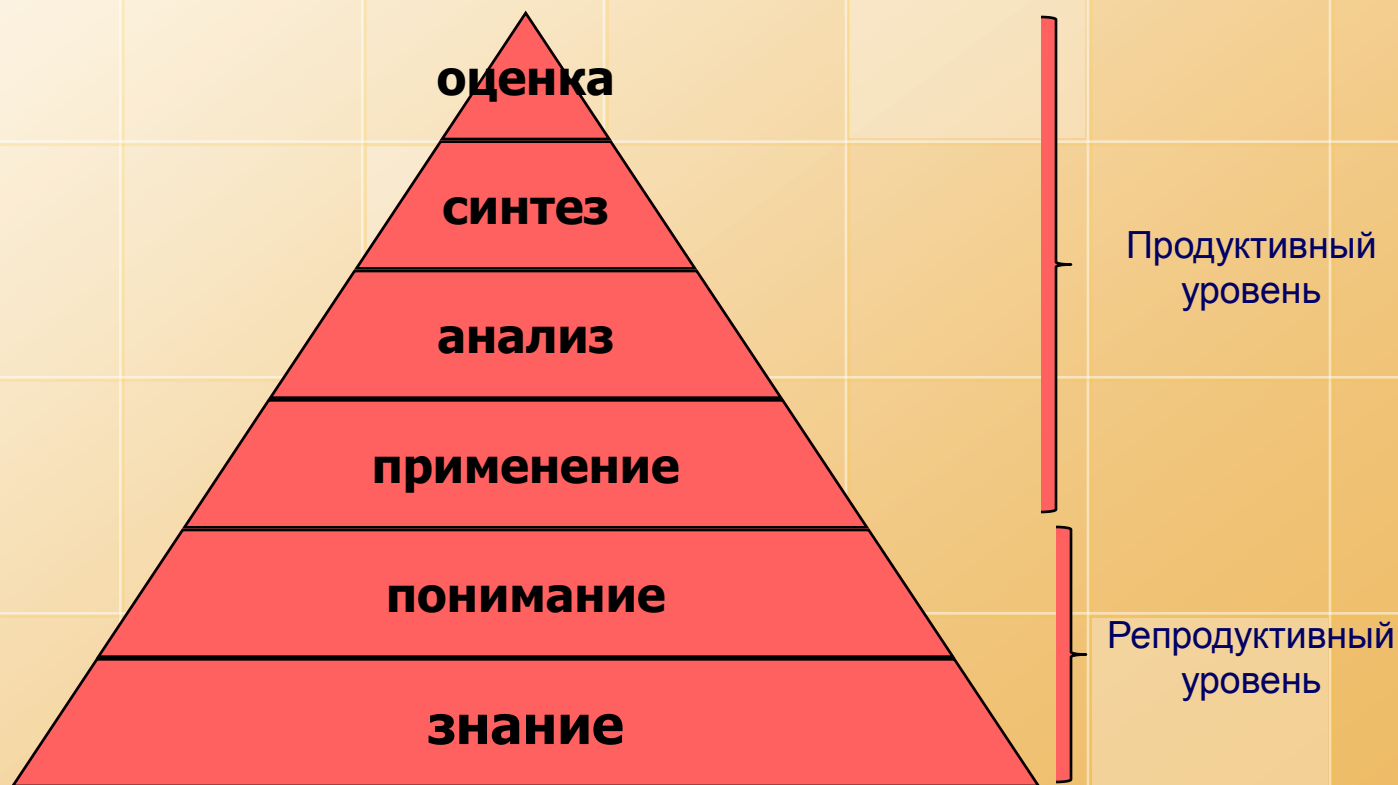 оценка
синтез
анализ
применение
понимание
знание
Продуктивный
уровень
Репродуктивный
уровень